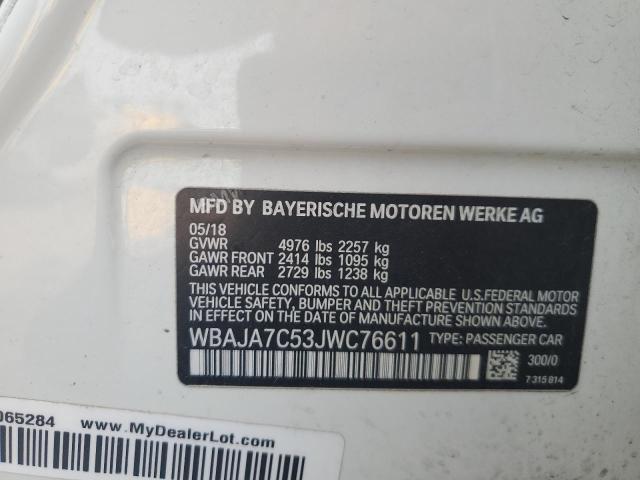 MFD BY BAYERISCHE MOTOREN WERKE AG
05/18
GVWR 4976 lbs 2257 kg
GAWR FRONT 2414 lbs 1095 kg
GAWR REAR 2729 lbs 1238 kg
THIS VEHICLE CONFORMS TO ALL APPLICABLE U.S.FEDERAL MOTOR
VEHICLE SAFETY, BUMPER AND THEFT PREVENTION STANDARDS IN
EFFECT ON THE DATE OF MANUFACTURE SHOWN ABOVE.
WBAJA7C53JWC76611 TYPE: PASSENGER CAR
300/0
7 315 814
065284 www.MyDealerLot.com